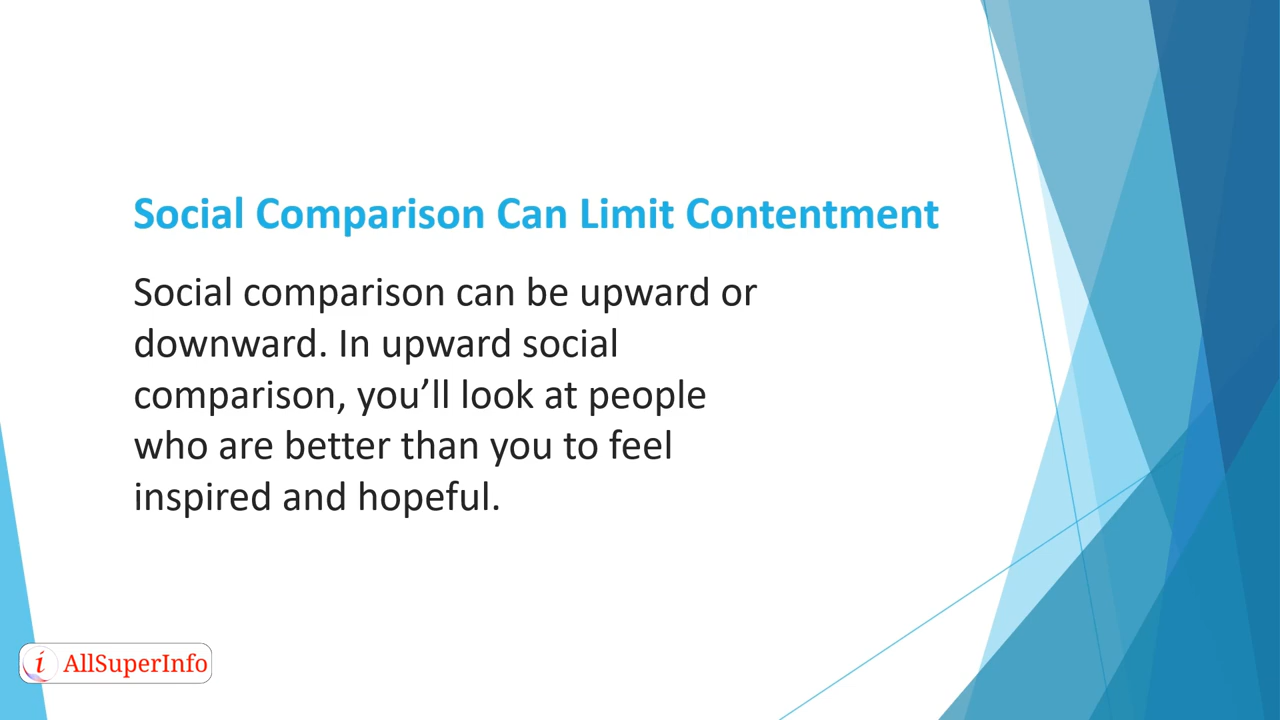 Social Comparison Can Limit Contentment
Social comparison can be upward or
downward. In upward social
comparison, you’ll look at people
who are better than you to feel
inspired and hopeful.
i AllSuperInfo